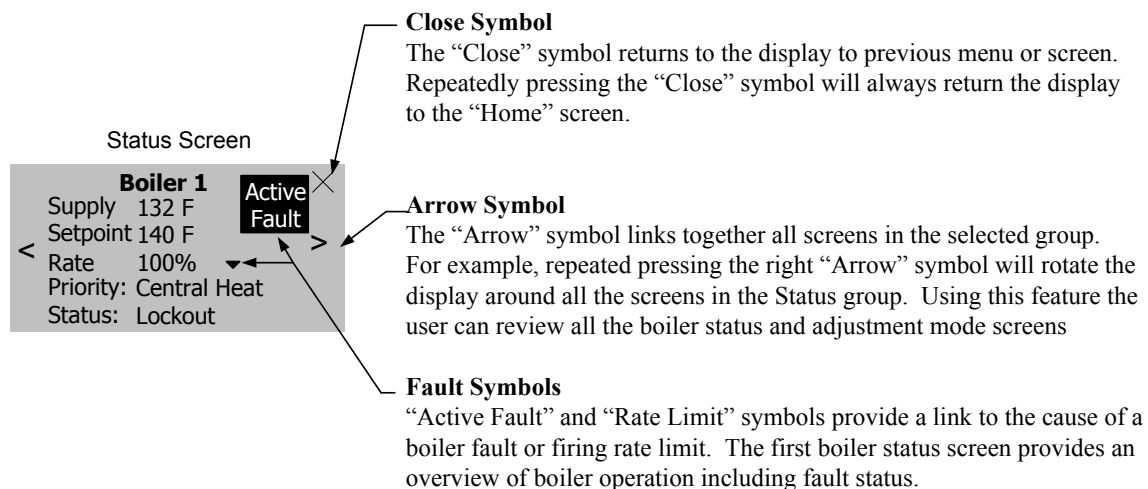 Close Symbol
The “Close” symbol returns to the display to previous menu or screen.
Repeatedly pressing the “Close” symbol will always return the display
to the “Home” screen.
Status Screen
Boiler 1
Active
Fault
×
Supply 132 F
Setpoint 140 F
< >
Rate 100%
Priority: Central Heat
Status: Lockout
Arrow Symbol
The “Arrow” symbol links together all screens in the selected group.
For example, repeated pressing the right “Arrow” symbol will rotate the
display around all the screens in the Status group.  Using this feature the
user can review all the boiler status and adjustment mode screens
Fault Symbols
“Active Fault” and “Rate Limit” symbols provide a link to the cause of a
boiler fault or firing rate limit.  The first boiler status screen provides an
overview of boiler operation including fault status.